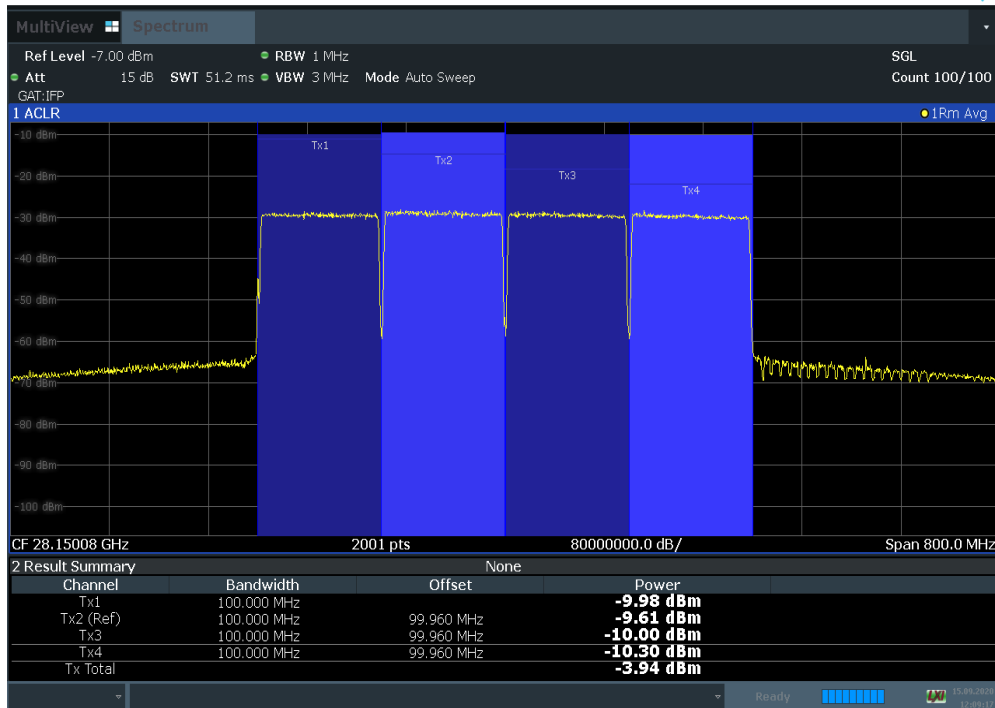 MultiView Spectrum
Ref Level -7.00 dBm RBW 1 MHz SGL
Att 15 dB SWT 51.2 ms VBW 3 MHz Mode Auto Sweep Count 100/100
GAT:IFP
1 ACLR 1Rm Avg
-10 dBm
Tx1
Tx2
Tx3
-20 dBm
Tx4
-30 dBm
-40 dBm
-50 dBm
-60 dBm
-70 dBm
-80 dBm
-90 dBm
-100 dBm
CF 28.15008 GHz 2001 pts 80000000.0 dB/ Span 800.0 MHz
2 Result Summary None
Channel Bandwidth Offset Power
Tx1 100.000 MHz -9.98 dBm
Tx2 (Ref) 100.000 MHz 99.960 MHz -9.61 dBm
Tx3 100.000 MHz 99.960 MHz -10.00 dBm
Tx4 100.000 MHz 99.960 MHz -10.30 dBm
Tx Total -3.94 dBm
Ready 15.09.2020
12:09:17